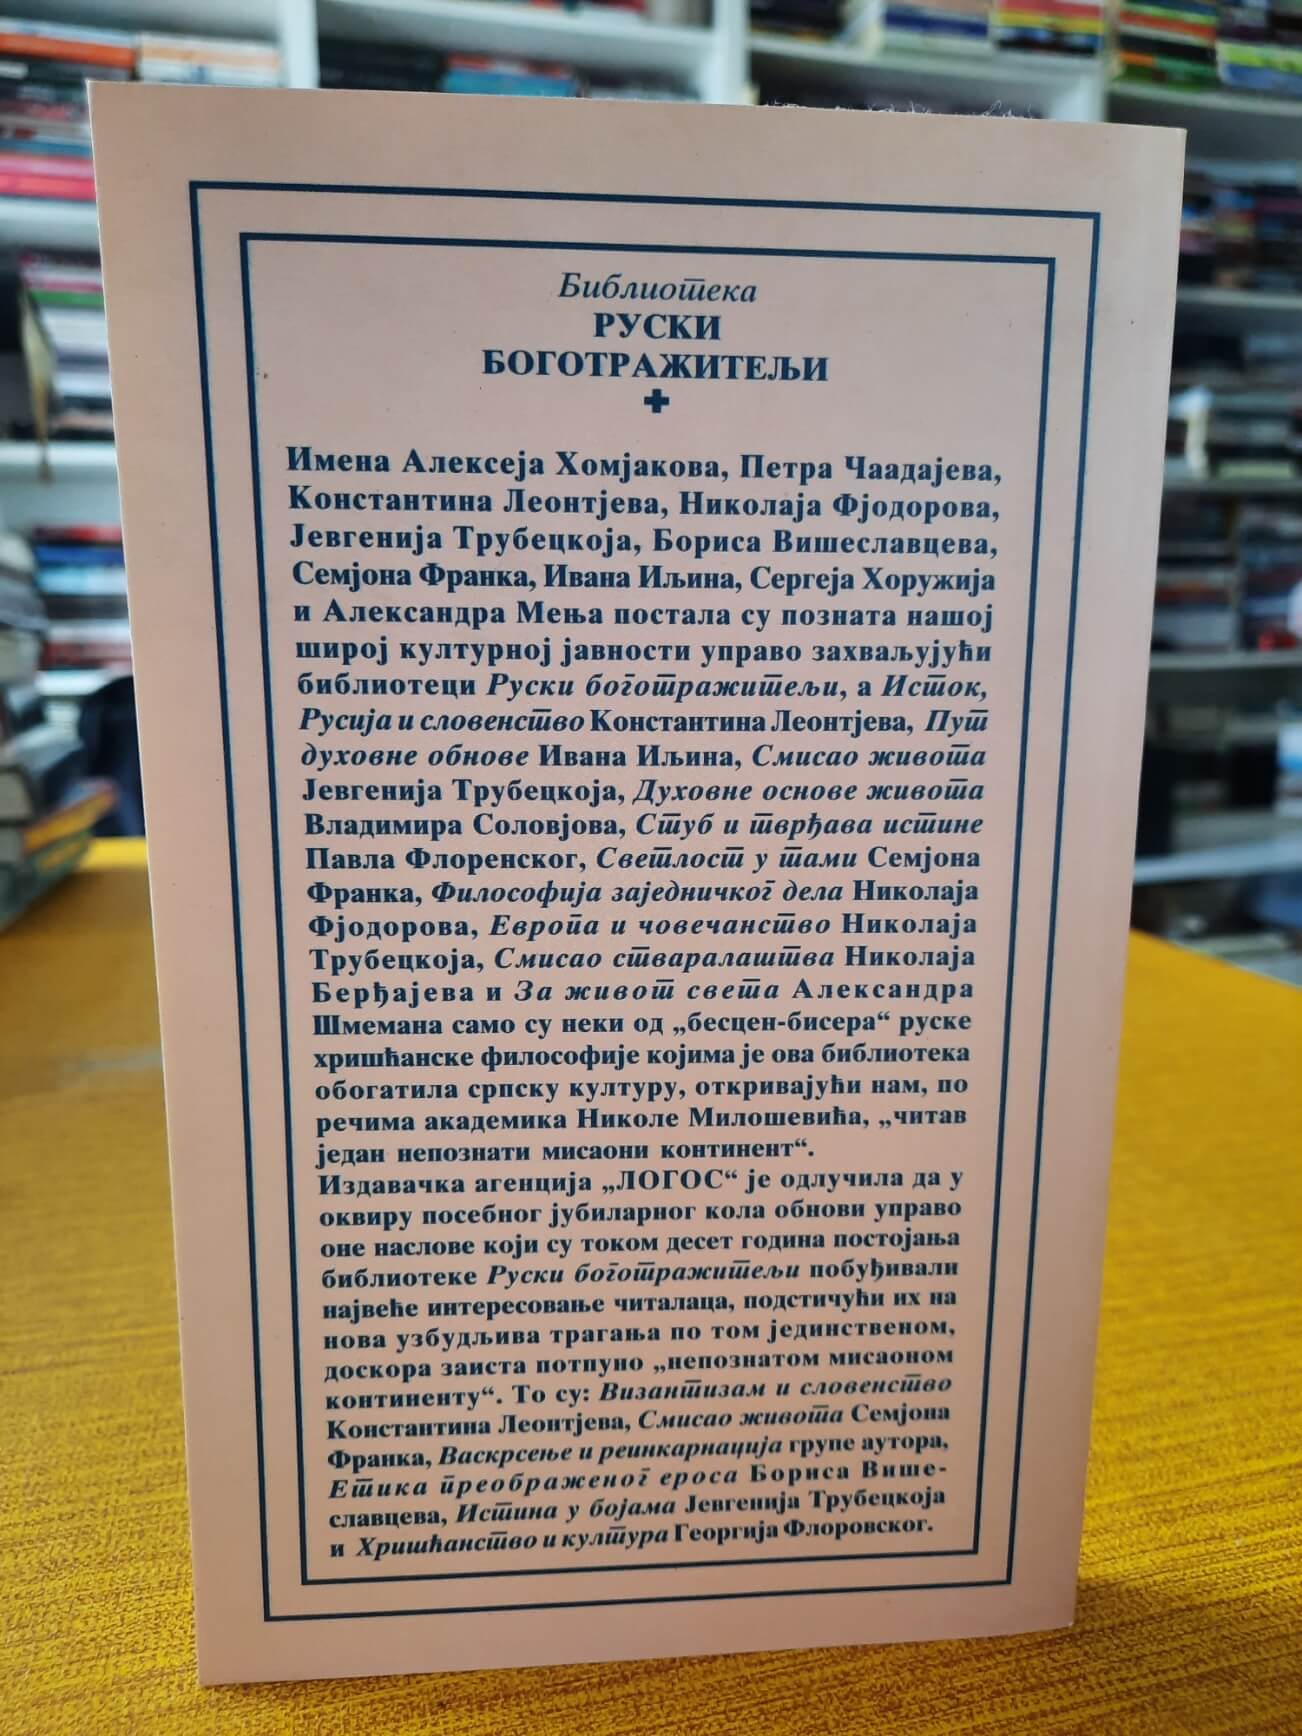 Библиотека
РУСКИ
БОГОТРАЖИТЕЉИ
Имена Алексеја Хомјакова, Петра Чаадајева,
Константина Леонтјева, Николаја Фјодорова,
Јевгенија Трубецкоја, Бориса Вишеславцева,
Семјона Франка, Ивана Иљина, Сергеја Хоружија
и Александра Мења постала су позната нашој
широј културној јавности управо захваљујући
библиотеци Руски боготражитељи, а Исток,
Русија и словенство Константина Леонтјева, Пут
духовне обнове Ивана Иљина, Смисао живота
Јевгенија Трубецкоја, Духовне основе живота
Владимира Соловјова, Стуб и тврђава истине
Павла Флоренског, Светлост у тами Семјона
Франка, Философија заједничког дела Николаја
Фјодорова, Европа и човечанство Николаја
Трубецкоја, Смисао стваралаштва Николаја
Берђајева и За живот света Александра
Шмемана само су неки од „бесцен-бисера“ руске
хришћанске философије којима је ова библиотека
обогатила српску културу, откривајући нам, по
речима академика Николе Милошевића, „читав
један непознати мисаони континент“.
Издавачка агенција „ЛОГОС“ је одлучила да у
оквиру посебног јубиларног кола обнови управо
оне наслове који су током десет година постојања
библиотеке Руски боготражитељи побуђивали
највеће интересовање читалаца, подстичући их на
нова узбудљива трагања по том јединственом,
доскора заиста потпуно „непознатом мисаоном
континенту“. То су: Византизам и словенство
Константина Леонтјева, Смисао живота Семјона
Франка, Васкрсење и реинкарнација групе аутора,
Етика преображеног ероса Бориса Више-
славцева, Истина у бојама Јевгенија Трубецкоја
и Хришћанство и култура Георгија Флоровског.